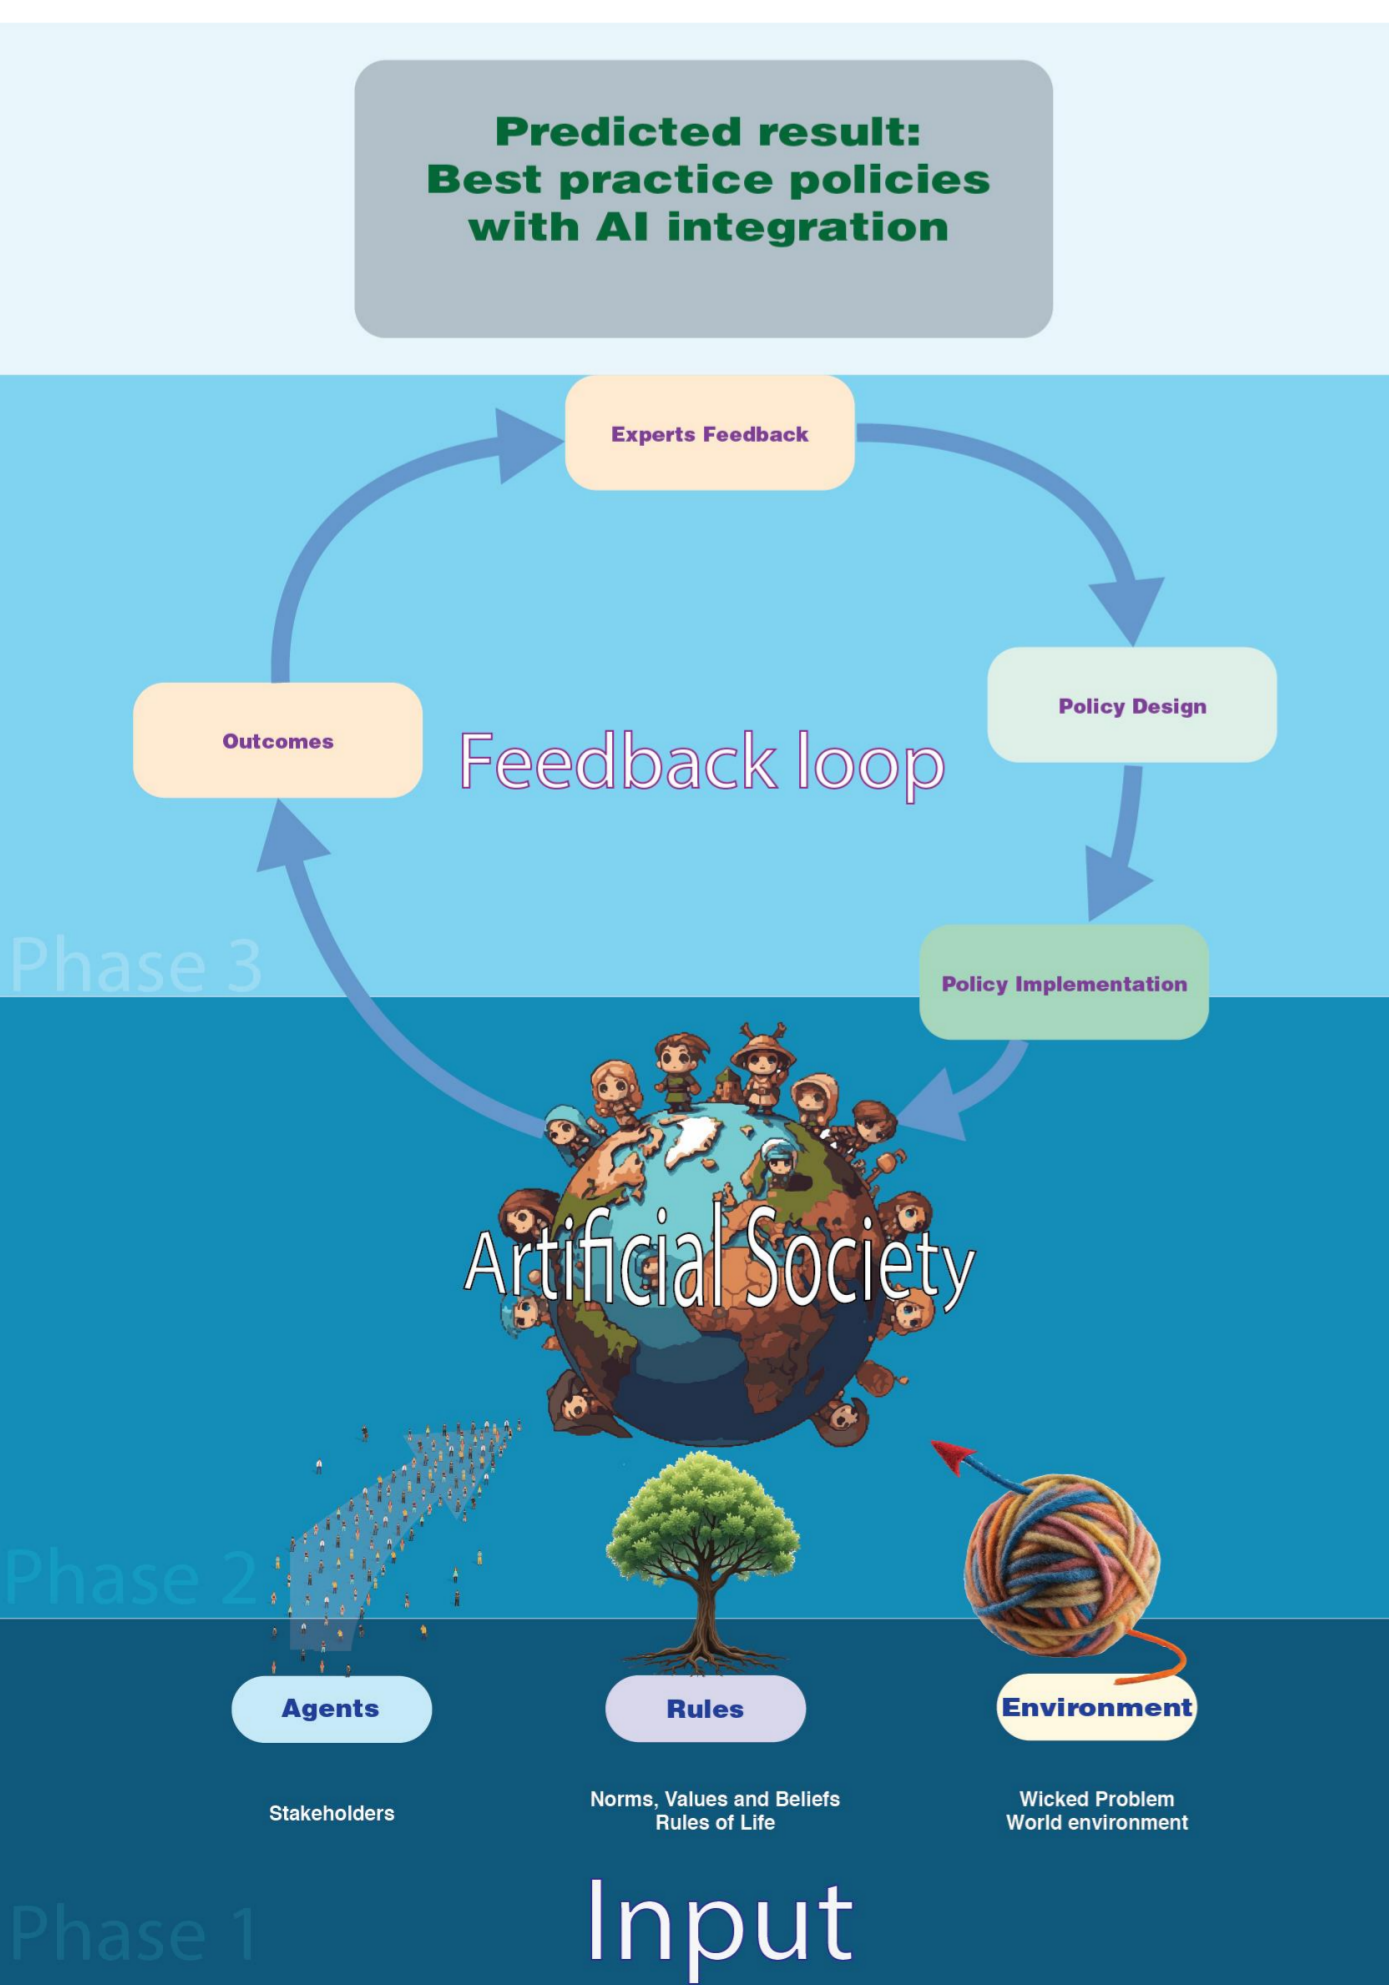 Predicted result:
Best practice policies
with AI integration
Experts Feedback
Policy Design
Outcomes
Feedback loop
Phase 3
Policy Implementation
Artificial Society
Phase 2
Agents
Rules
Environment
Stakeholders
Norms, Values and Beliefs
Rules of Life
Wicked Problem
World environment
Input
Phase 1